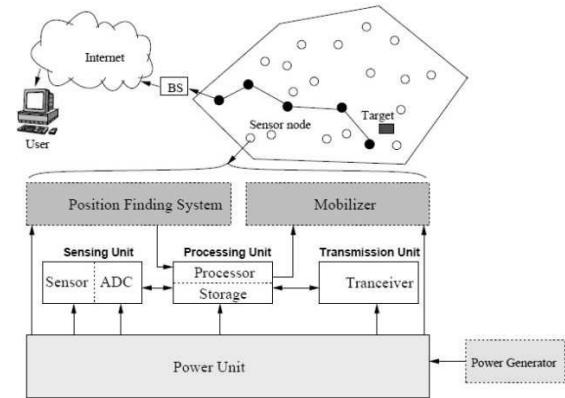 Internet
BS
User
Sensor node
Target
Position Finding System
Mobilizer
Sensing Unit
Processing Unit
Transmission Unit
Sensor
ADC
Processor
Storage
Tranceiver
Power Unit
Power Generator